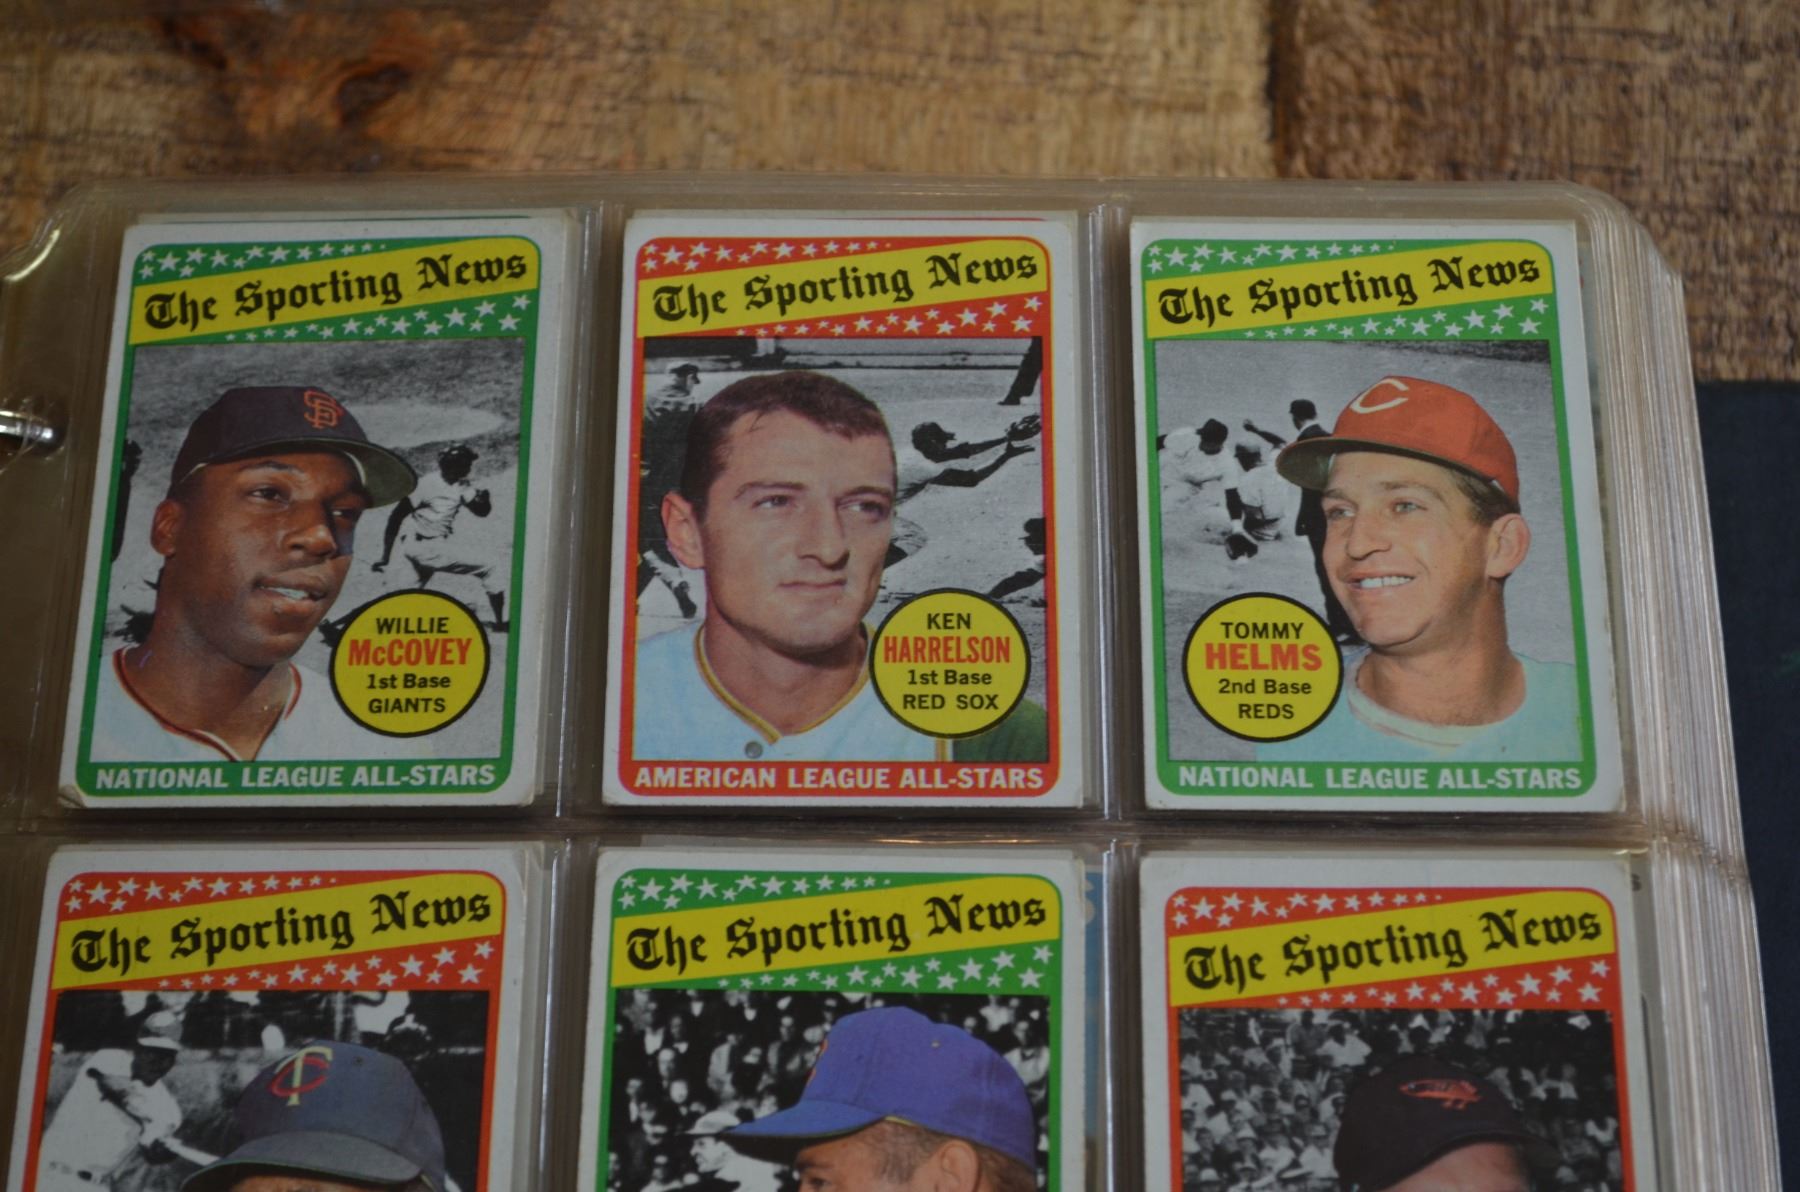 The Sporting News
SF
WILLIE
McCOVEY
1st Base
GIANTS
NATIONAL LEAGUE ALL-STARS
The Sporting News
KEN
HARRELSON
1st Base
RED SOX
AMERICAN LEAGUE ALL-STARS
The Sporting News
C
TOMMY
HELMS
2nd Base
REDS
NATIONAL LEAGUE ALL-STARS
The Sporting News
TC
The Sporting News
The Sporting News